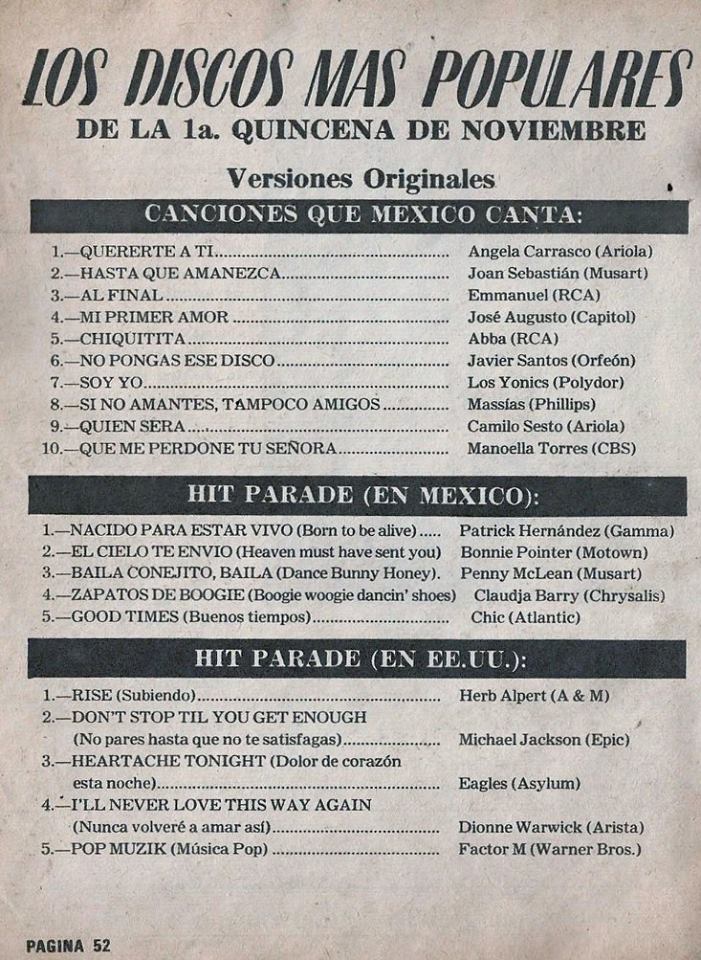 LOS DISCOS MAS POPULARES
DE LA 1a. QUINCENA DE NOVIEMBRE
Versiones Originales
CANCIONES QUE MEXICO CANTA:
1.—QUERERTE A TI.......................................... Angela Carrasco (Ariola)
2.—HASTA QUE AMANEZCA.............................. Joan Sebastián (Musart)
3.—AL FINAL.................................................. Emmanuel (RCA)
4.—MI PRIMER AMOR....................................... José Augusto (Capitol)
5.—CHIQUITITA............................................... Abba (RCA)
6.—NO PONGAS ESE DISCO............................... Javier Santos (Orfeón)
7.—SOY YO...................................................... Los Yonics (Polydor)
8.—SI NO AMANTES, TAMPOCO AMIGOS............ Massías (Phillips)
9.—QUIEN SERA............................................... Camilo Sesto (Ariola)
10.—QUE ME PERDONE TU SEÑORA.................... Manoella Torres (CBS)
HIT PARADE (EN MEXICO):
1.—NACIDO PARA ESTAR VIVO (Born to be alive)..... Patrick Hernández (Gamma)
2.—EL CIELO TE ENVIO (Heaven must have sent you) Bonnie Pointer (Motown)
3.—BAILA CONEJITO, BAILA (Dance Bunny Honey). Penny McLean (Musart)
4.—ZAPATOS DE BOOGIE (Boogie woogie dancin' shoes) Claudja Barry (Chrysalis)
5.—GOOD TIMES (Buenos tiempos)......................... Chic (Atlantic)
HIT PARADE (EN EE.UU.):
1.—RISE (Subiendo)............................................ Herb Alpert (A & M)
2.—DON'T STOP TIL YOU GET ENOUGH
(No pares hasta que no te satisfagas).................. Michael Jackson (Epic)
3.—HEARTACHE TONIGHT (Dolor de corazón
esta noche).................................................... Eagles (Asylum)
4.—I'LL NEVER LOVE THIS WAY AGAIN
(Nunca volveré a amar así)............................... Dionne Warwick (Arista)
5.—POP MUZIK (Música Pop)................................ Factor M (Warner Bros.)
PAGINA 52